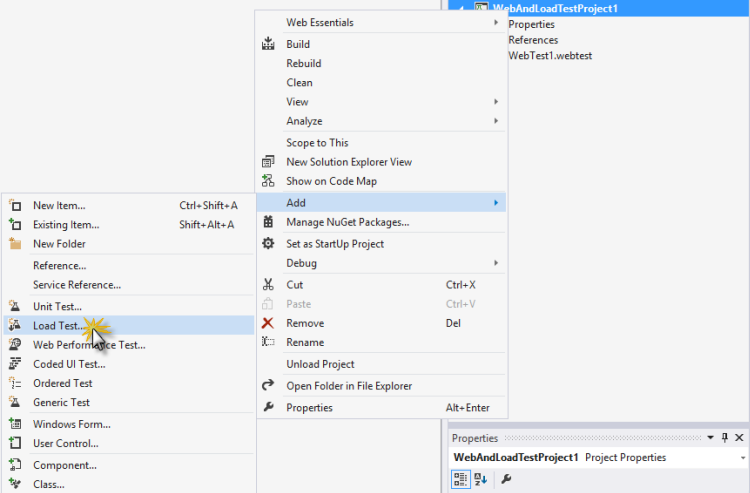 WebAndLoadTestProject1
Properties
References
WebTest1.webtest
Web Essentials
Build
Rebuild
Clean
View
Analyze
Scope to This
New Solution Explorer View
Show on Code Map
Add
Manage NuGet Packages...
Set as StartUp Project
Debug
Cut Ctrl+X
Paste Ctrl+V
Remove Del
Rename
Unload Project
Open Folder in File Explorer
Properties Alt+Enter
New Item... Ctrl+Shift+A
Existing Item... Shift+Alt+A
New Folder
Reference...
Service Reference...
Unit Test...
Load Test...
Web Performance Test...
Coded UI Test...
Ordered Test
Generic Test
Windows Form...
User Control...
Component...
Class...
Properties
WebAndLoadTestProject1 Project Properties